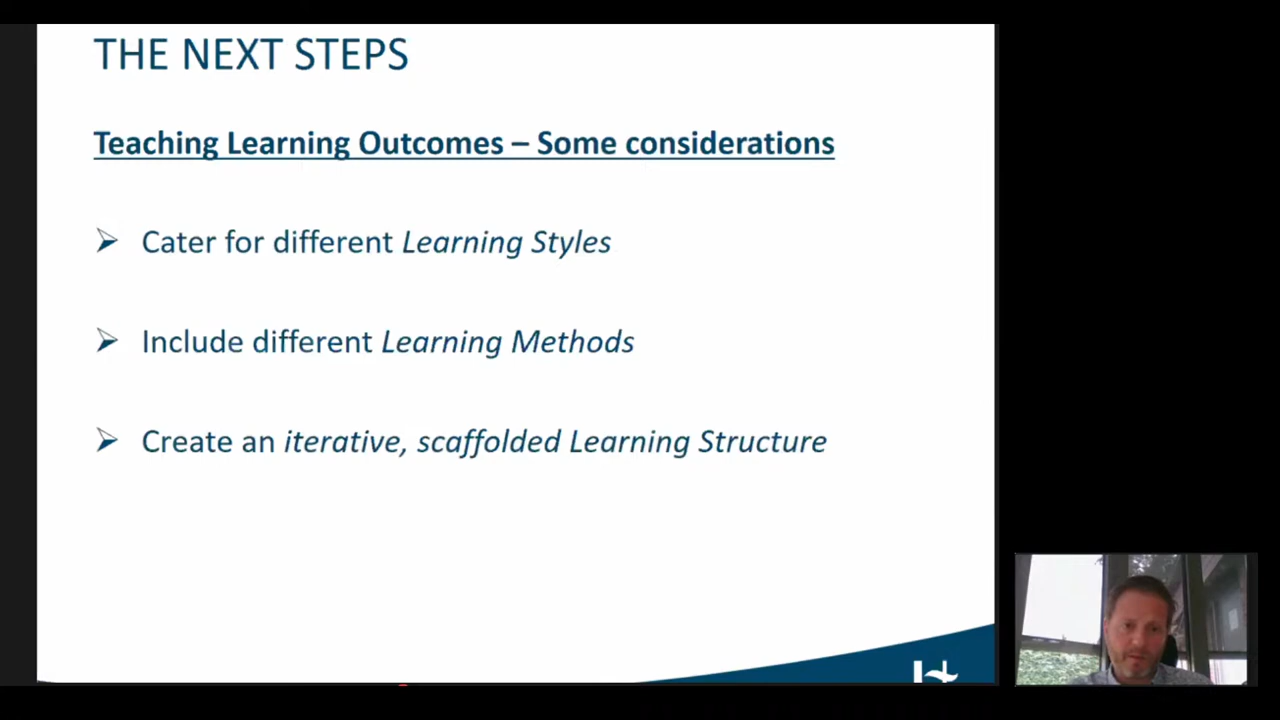 THE NEXT STEPS
Teaching Learning Outcomes – Some considerations
Cater for different Learning Styles
Include different Learning Methods
Create an iterative, scaffolded Learning Structure